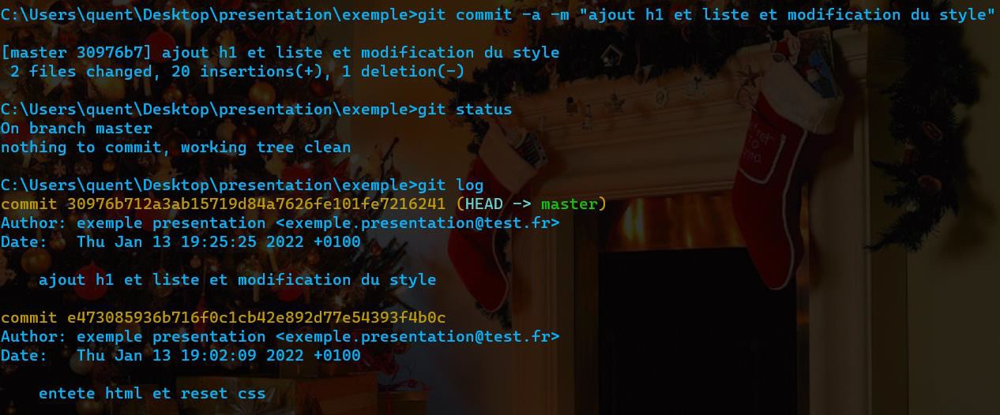 C:\Users\quent\Desktop\presentation\exemple>git commit -a -m "ajout h1 et liste et modification du style"
[master 30976b7] ajout h1 et liste et modification du style
2 files changed, 20 insertions(+), 1 deletion(-)
C:\Users\quent\Desktop\presentation\exemple>git status
On branch master
nothing to commit, working tree clean
C:\Users\quent\Desktop\presentation\exemple>git log
commit 30976b712a3ab15719d84a7626fe101fe7216241 (HEAD -> master)
Author: exemple presentation <exemple.presentation@test.fr>
Date:   Thu Jan 13 19:25:25 2022 +0100
ajout h1 et liste et modification du style
commit e473085936b716f0c1cb42e892d77e54393f4b0c
Author: exemple presentation <exemple.presentation@test.fr>
Date:   Thu Jan 13 19:02:09 2022 +0100
entete html et reset css